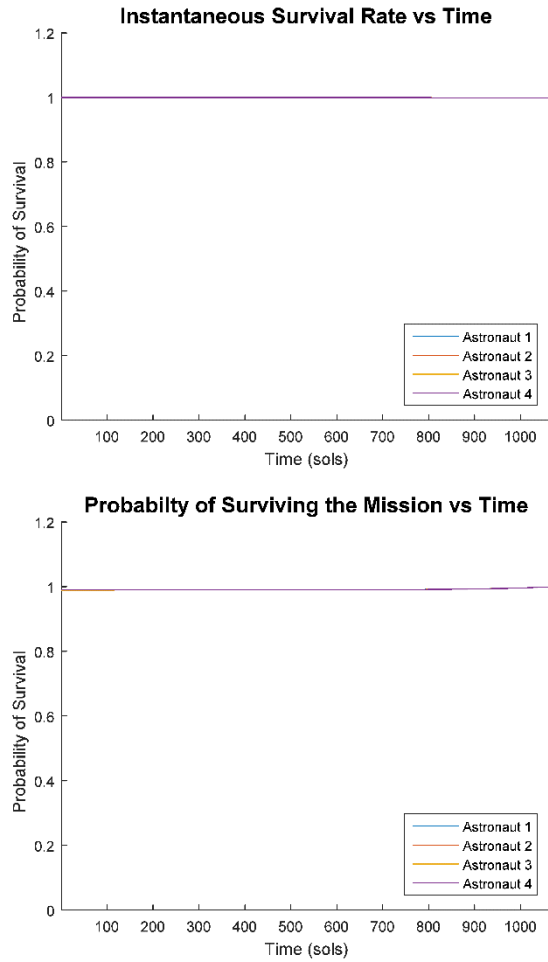 Instantaneous Survival Rate vs Time
1.2
1
0.8
0.6
0.4
0.2
0
Probability of Survival
Astronaut 1
Astronaut 2
Astronaut 3
Astronaut 4
100 200 300 400 500 600 700 800 900 1000
Time (sols)
Probabilty of Surviving the Mission vs Time
1.2
1
0.8
0.6
0.4
0.2
0
Probability of Survival
Astronaut 1
Astronaut 2
Astronaut 3
Astronaut 4
100 200 300 400 500 600 700 800 900 1000
Time (sols)